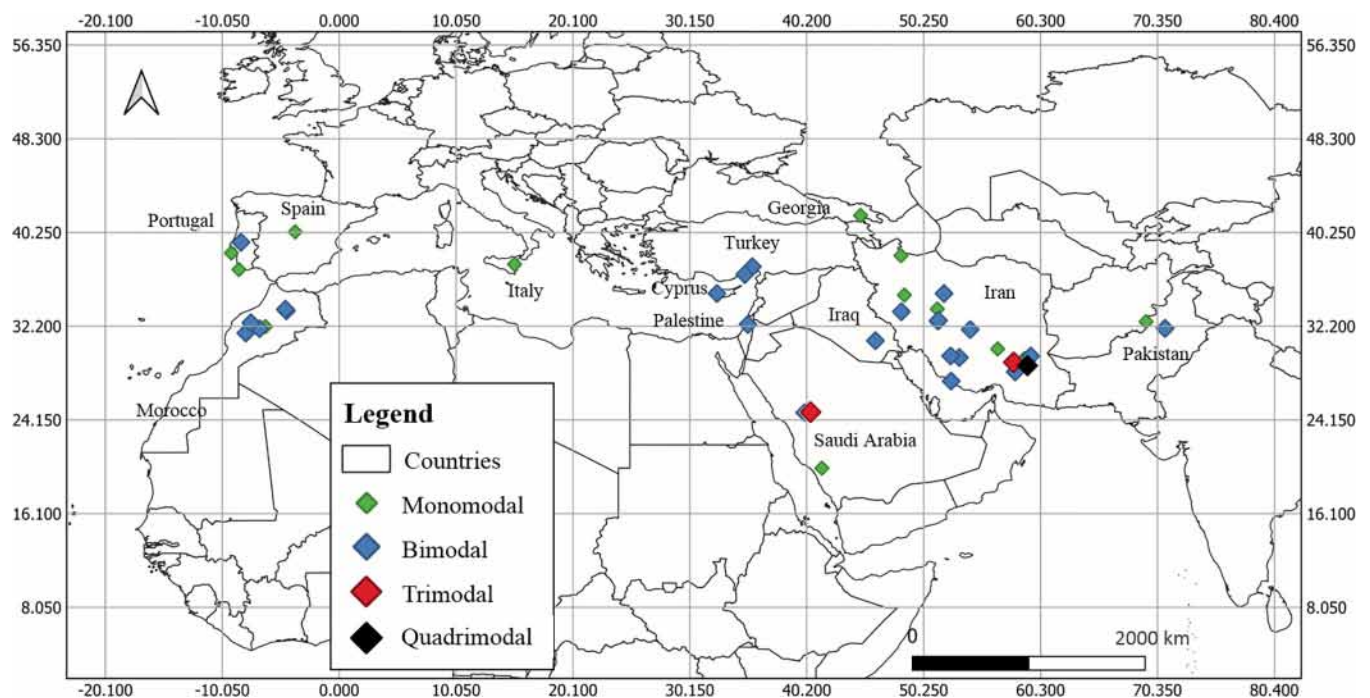 -20.100 -10.050 0.000 10.050 20.100 30.150 40.200 50.250 60.300 70.350 80.400
56.350 56.350
48.300 48.300
Georgia
Portugal Spain
40.250 40.250
Turkey
Italy Cyprus Iran
Palestine Iraq
32.200 32.200
Pakistan
Morocco
24.150 24.150
Saudi Arabia
16.100 16.100
8.050 8.050
Legend
Countries
Monomodal
Bimodal
Trimodal
Quadrimodal
0 2000 km
-20.100 -10.050 0.000 10.050 20.100 30.150 40.200 50.250 60.300 70.350 80.400